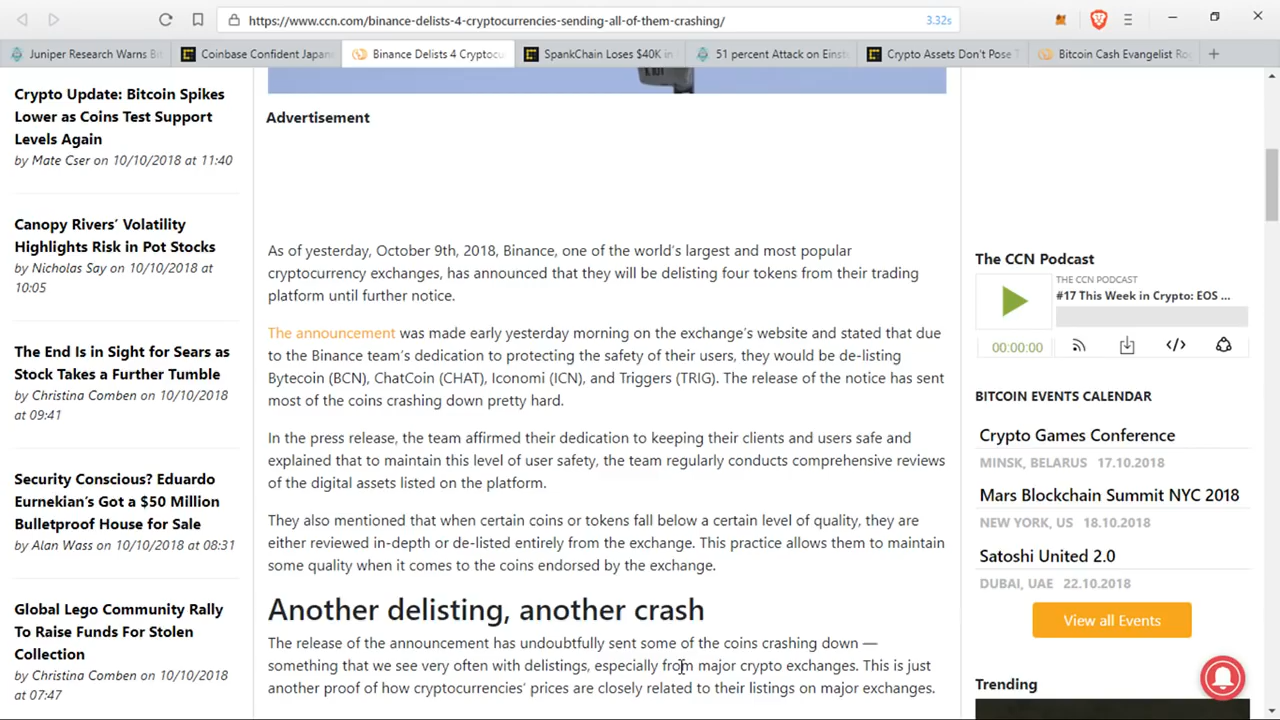 https://www.ccn.com/binance-delists-4-cryptocurrencies-sending-all-of-them-crashing/
3.32s
Juniper Research Warns Bi
Coinbase Confident Japane
Binance Delists 4 Cryptocu
SpankChain Loses $40K in
51 percent Attack on Einst
Crypto Assets Don't Pose T
Bitcoin Cash Evangelist Ro
Crypto Update: Bitcoin Spikes
Lower as Coins Test Support
Levels Again
by Mate Cser on 10/10/2018 at 11:40
Canopy Rivers’ Volatility
Highlights Risk in Pot Stocks
by Nicholas Say on 10/10/2018 at
10:05
The End Is in Sight for Sears as
Stock Takes a Further Tumble
by Christina Comben on 10/10/2018
at 09:41
Security Conscious? Eduardo
Eurnekian’s Got a $50 Million
Bulletproof House for Sale
by Alan Wass on 10/10/2018 at 08:31
Global Lego Community Rally
To Raise Funds For Stolen
Collection
by Christina Comben on 10/10/2018
at 07:47
Advertisement
As of yesterday, October 9th, 2018, Binance, one of the world’s largest and most popular
cryptocurrency exchanges, has announced that they will be delisting four tokens from their trading
platform until further notice.
The announcement was made early yesterday morning on the exchange’s website and stated that due
to the Binance team’s dedication to protecting the safety of their users, they would be de-listing
Bytecoin (BCN), ChatCoin (CHAT), Iconomi (ICN), and Triggers (TRIG). The release of the notice has sent
most of the coins crashing down pretty hard.
In the press release, the team affirmed their dedication to keeping their clients and users safe and
explained that to maintain this level of user safety, the team regularly conducts comprehensive reviews
of the digital assets listed on the platform.
They also mentioned that when certain coins or tokens fall below a certain level of quality, they are
either reviewed in-depth or de-listed entirely from the exchange. This practice allows them to maintain
some quality when it comes to the coins endorsed by the exchange.
Another delisting, another crash
The release of the announcement has undoubtfully sent some of the coins crashing down —
something that we see very often with delistings, especially from major crypto exchanges. This is just
another proof of how cryptocurrencies’ prices are closely related to their listings on major exchanges.
The CCN Podcast
THE CCN PODCAST
#17 This Week in Crypto: EOS ...
00:00:00
BITCOIN EVENTS CALENDAR
Crypto Games Conference
MINSK, BELARUS 17.10.2018
Mars Blockchain Summit NYC 2018
NEW YORK, US 18.10.2018
Satoshi United 2.0
DUBAI, UAE 22.10.2018
View all Events
Trending